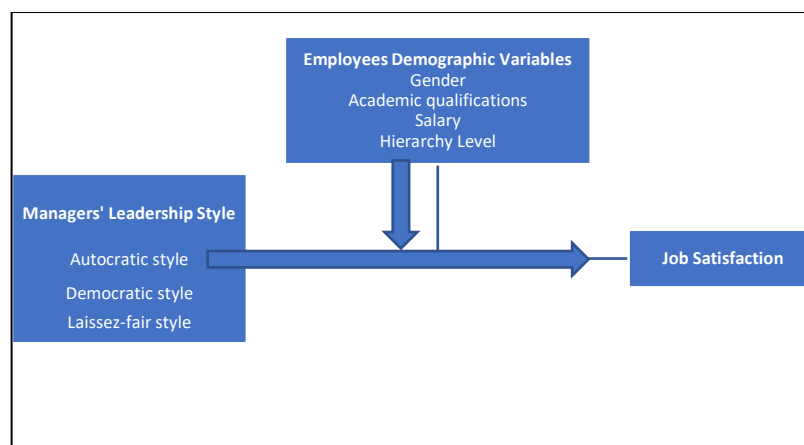 Employees Demographic Variables
Gender
Academic qualifications
Salary
Hierarchy Level
Managers' Leadership Style
Autocratic style
Democratic style
Laissez-fair style
Job Satisfaction